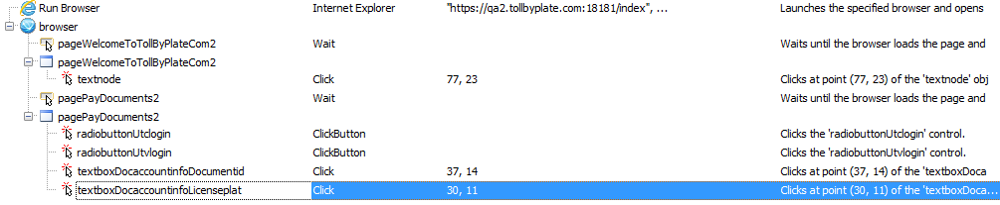 Run Browser Internet Explorer "https://qa2.tollbyplate.com:18181/index", ... Launches the specified browser and opens
browser
pageWelcomeToTollByPlateCom2 Wait Waits until the browser loads the page and
pageWelcomeToTollByPlateCom2
textnode Click 77, 23 Clicks at point (77, 23) of the 'textnode' obj
pagePayDocuments2 Wait Waits until the browser loads the page and
pagePayDocuments2
radiobuttonUtclogin ClickButton Clicks the 'radiobuttonUtclogin' control.
radiobuttonUtvlogin ClickButton Clicks the 'radiobuttonUtvlogin' control.
textboxDocaccountinfoDocumentid Click 37, 14 Clicks at point (37, 14) of the 'textboxDoca
textboxDocaccountinfoLicenseplat Click 30, 11 Clicks at point (30, 11) of the 'textboxDoca...